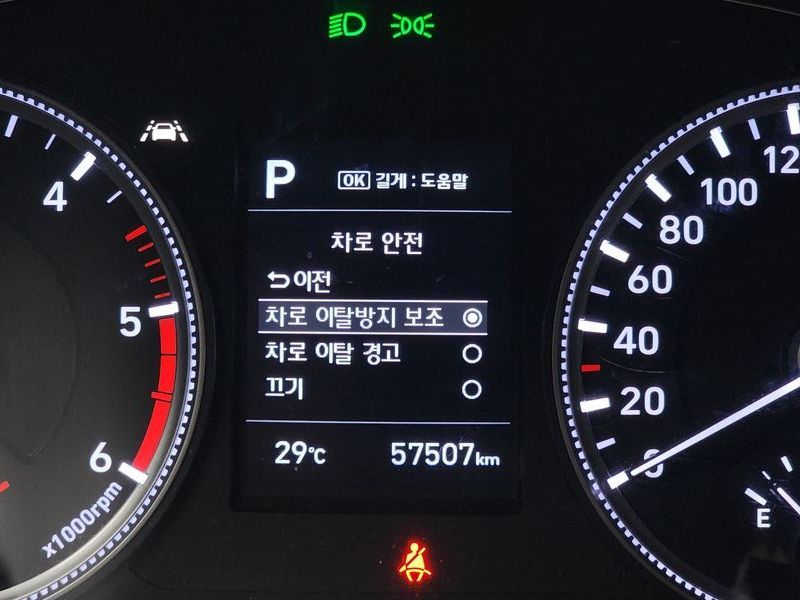 P
OK 길게 : 도움말
차로 안전
이전
차로 이탈방지 보조
차로 이탈 경고
끄기
29℃ 57507km
4
5
6
x1000rpm
12
100
80
60
40
20
0
E